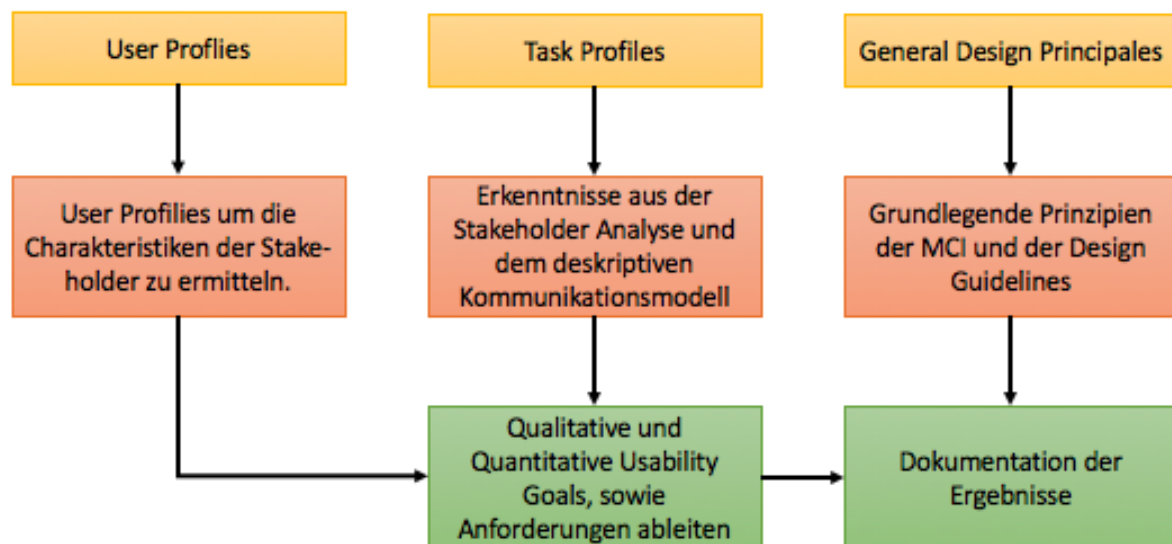 User Proflies
Task Profiles
General Design Principales
User Profilies um die
Charakteristiken der Stake-
holder zu ermitteln.
Erkenntnisse aus der
Stakeholder Analyse und
dem deskriptiven
Kommunikationsmodell
Grundlegende Prinzipien
der MCI und der Design
Guidelines
Qualitative und
Quantitative Usability
Goals, sowie
Anforderungen ableiten
Dokumentation der
Ergebnisse